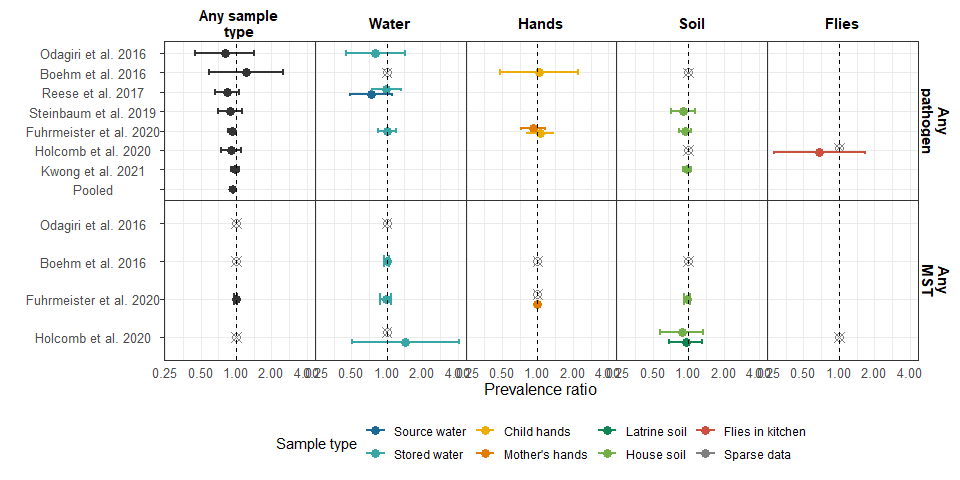 Any sample
type
Water
Hands
Soil
Flies
Odagiri et al. 2016
Boehm et al. 2016
Reese et al. 2017
Steinbaum et al. 2019
Fuhrmeister et al. 2020
Holcomb et al. 2020
Kwong et al. 2021
Pooled
Any
pathogen
Odagiri et al. 2016
Boehm et al. 2016
Fuhrmeister et al. 2020
Holcomb et al. 2020
Any
MST
0.25 0.50 1.00 2.00 4.00 0.25 0.50 1.00 2.00 4.00 0.25 0.50 1.00 2.00 4.00 0.25 0.50 1.00 2.00 4.00 0.25 0.50 1.00 2.00 4.00
Prevalence ratio
Sample type
Source water
Child hands
Latrine soil
Flies in kitchen
Stored water
Mother's hands
House soil
Sparse data